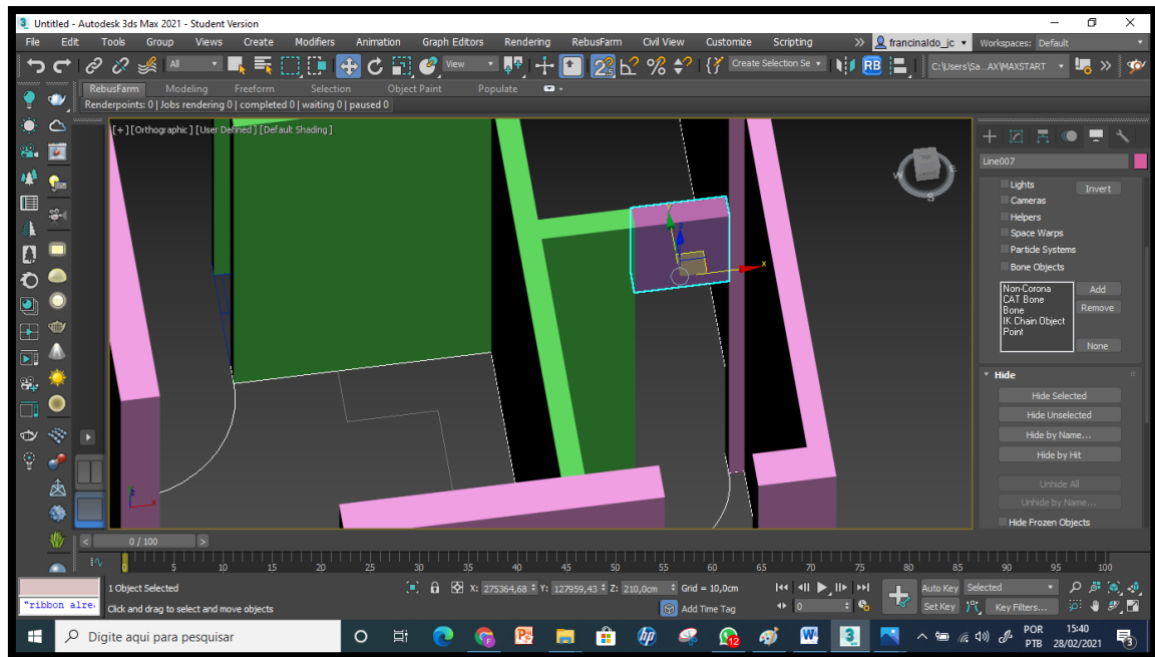 Untitled - Autodesk 3ds Max 2021 - Student Version
File Edit Tools Group Views Create Modifiers Animation Graph Editors Rendering RebusFarm Civil View Customize Scripting >> francinaldo_jc Workspaces: Default
All View Create Selection Se RB C:\Users\Sa...AX\MAXSTART >>
RebusFarm Modeling Freeform Selection Object Paint Populate
Renderpoints: 0 | Jobs rendering 0 | completed 0 | waiting 0 | paused 0
[+] [Orthographic] [User Defined] [Default Shading]
Line007
Lights Invert
Cameras
Helpers
Space Warps
Particle Systems
Bone Objects
Non-Corona Add
CAT Bone
Bone Remove
IK Chain Object
Point
None
Hide
Hide Selected
Hide Unselected
Hide by Name...
Hide by Hit
Unhide All
Unhide by Name...
Hide Frozen Objects
< 0 / 100 >
0 5 10 15 20 25 30 35 40 45 50 55 60 65 70 75 80 85 90 95 100
1 Object Selected X: 275364,68 Y: 127959,43 Z: 210,0cm Grid = 10,0cm Auto Key Selected
"ribbon alre Click and drag to select and move objects Add Time Tag 0 Set Key Key Filters...
Digite aqui para pesquisar
POR 15:40
PTB 28/02/2021